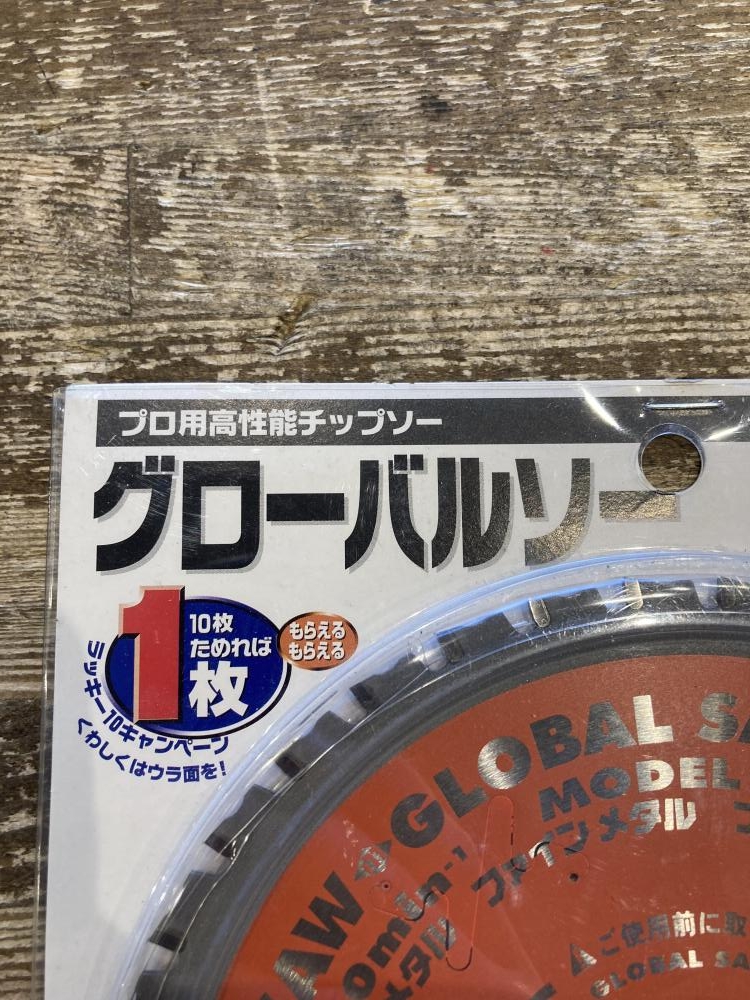 プロ用高性能チップソー
グローバルソー
10枚
ためれば
1枚
もらえる
もらえる
ラッキー10キャンペーン
くわしくはウラ面を!
GLOBAL
MODEL
ファインメタル
ご使用前に
GLOBAL